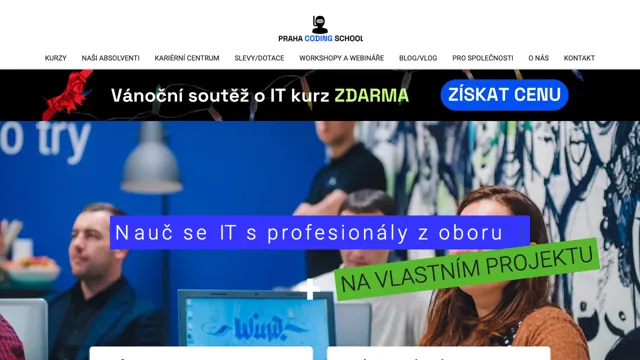 PRAHA CODING SCHOOL
KURZY NAŠI ABSOLVENTI KARIÉRNÍ CENTRUM SLEVY/DOTACE WORKSHOPY A WEBINÁŘE BLOG/VLOG PRO SPOLEČNOSTI O NÁS KONTAKT
Vánoční soutěž o IT kurz ZDARMA ZÍSKAT CENU
o try
Nauč se IT s profesionály z oboru
+ NA VLASTNÍM PROJEKTU